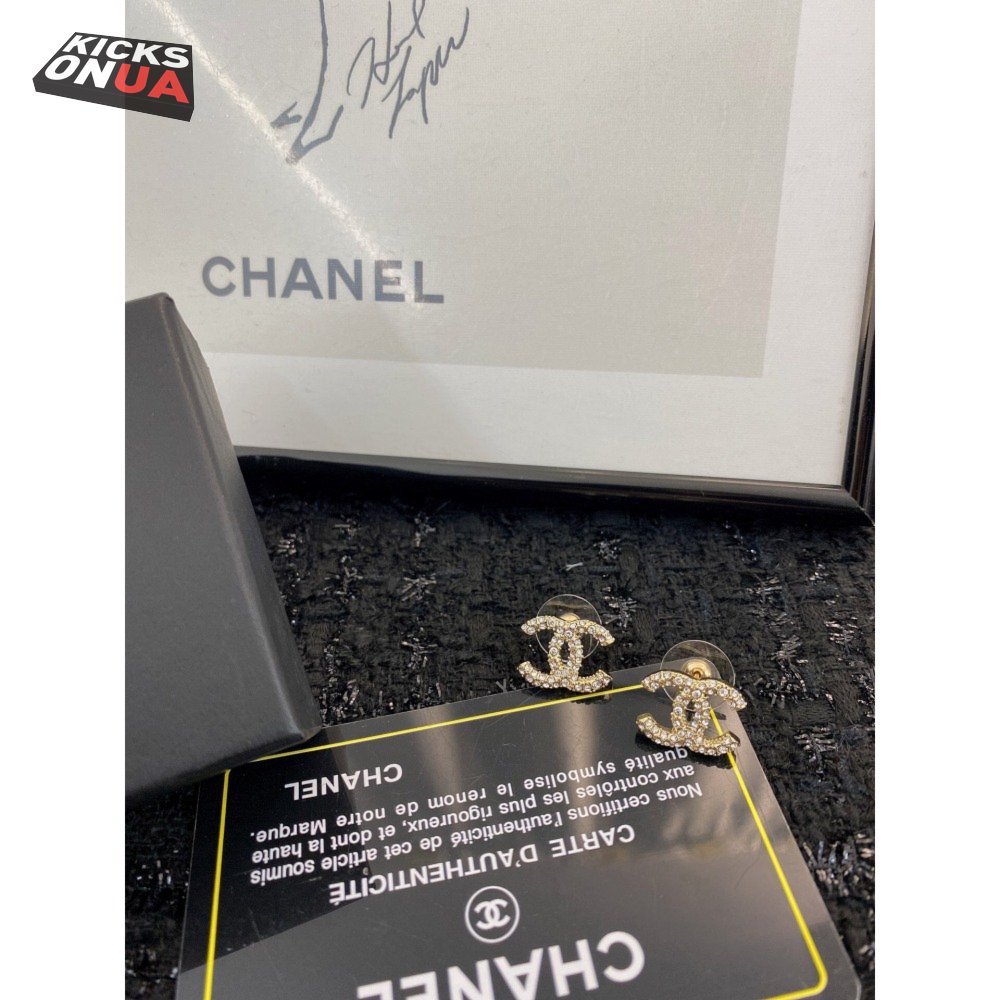 KICKS
ONUA
CHANEL
CHANEL
CARTE D'AUTHENTICITÉ
Nous certifions l'authenticité de cet article soumis
aux contrôles les plus rigoureux, et dont la haute
qualité symbolise le renom de notre Marque.
CHANEL